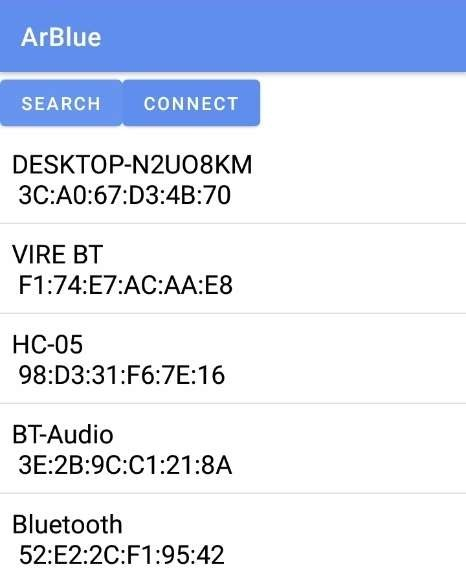 ArBlue
SEARCH CONNECT
DESKTOP-N2UO8KM
3C:A0:67:D3:4B:70
VIRE BT
F1:74:E7:AC:AA:E8
HC-05
98:D3:31:F6:7E:16
BT-Audio
3E:2B:9C:C1:21:8A
Bluetooth
52:E2:2C:F1:95:42